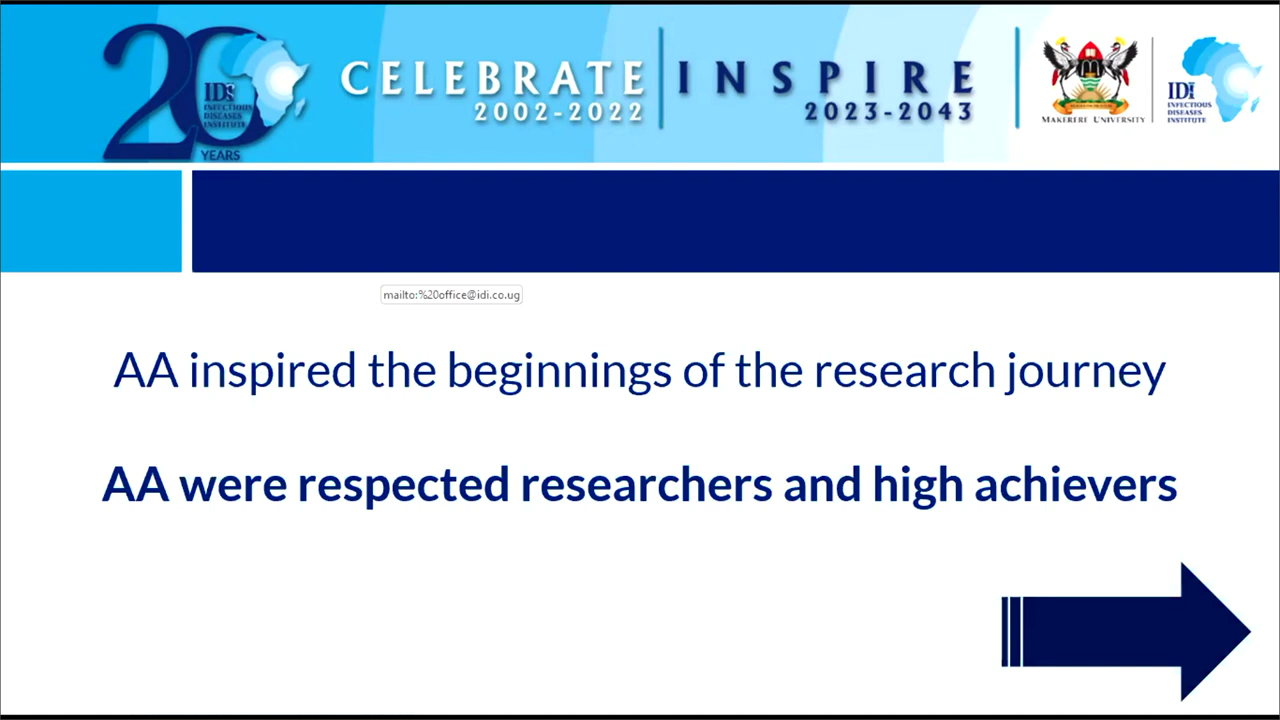 20
IDI
INFECTIOUS
DISEASES
INSTITUTE
YEARS
CELEBRATE
2002-2022
INSPIRE
2023-2043
MAKERERE UNIVERSITY
IDI
INFECTIOUS
DISEASES
INSTITUTE
mailto:%20office@idi.co.ug
AA inspired the beginnings of the research journey
AA were respected researchers and high achievers